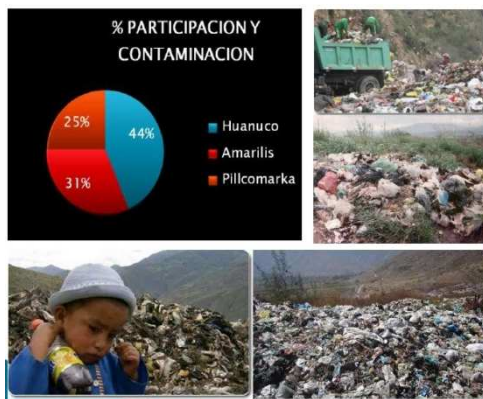 % PARTICIPACION Y
CONTAMINACION
25%
44%
31%
Huanuco
Amarilis
Pillcomarka